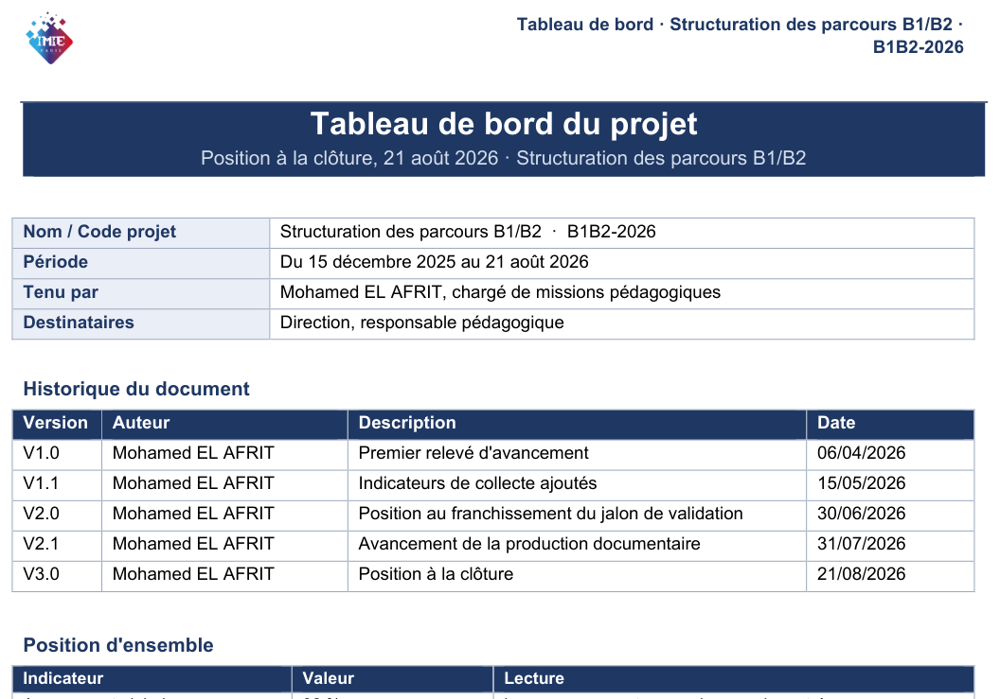 IMIE
PARIS
Tableau de bord · Structuration des parcours B1/B2 ·
B1B2-2026
Tableau de bord du projet
Position à la clôture, 21 août 2026 · Structuration des parcours B1/B2
Nom / Code projet Structuration des parcours B1/B2 · B1B2-2026
Période Du 15 décembre 2025 au 21 août 2026
Tenu par Mohamed EL AFRIT, chargé de missions pédagogiques
Destinataires Direction, responsable pédagogique
Historique du document
Version Auteur Description Date
V1.0 Mohamed EL AFRIT Premier relevé d'avancement 06/04/2026
V1.1 Mohamed EL AFRIT Indicateurs de collecte ajoutés 15/05/2026
V2.0 Mohamed EL AFRIT Position au franchissement du jalon de validation 30/06/2026
V2.1 Mohamed EL AFRIT Avancement de la production documentaire 31/07/2026
V3.0 Mohamed EL AFRIT Position à la clôture 21/08/2026
Position d'ensemble
Indicateur Valeur Lecture